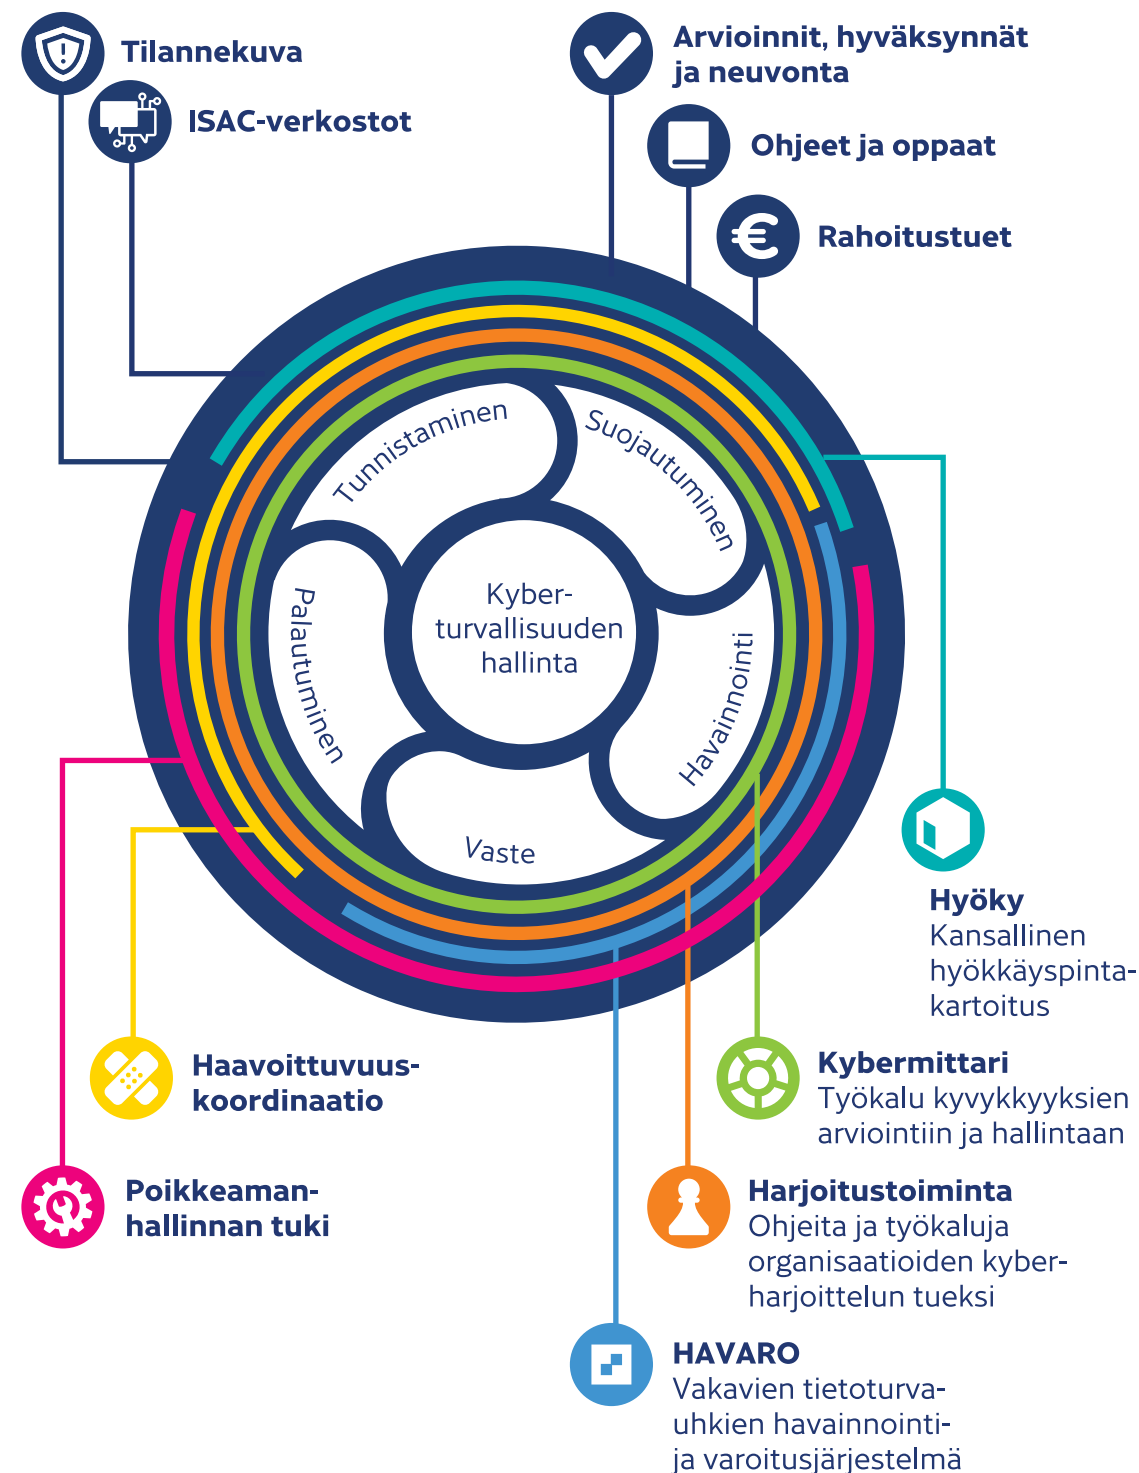 Tilannekuva
ISAC-verkostot
Arvioinnit, hyväksynnät
ja neuvonta
Ohjeet ja oppaat
Rahoitustuet
Tunnistaminen
Suojautuminen
Havainnointi
Vaste
Palautuminen
Kyber-
turvallisuuden
hallinta
Hyöky
Kansallinen
hyökkäyspinta-
kartoitus
Kybermittari
Työkalu kyvykkyyksien
arviointiin ja hallintaan
Harjoitustoiminta
Ohjeita ja työkaluja
organisaatioiden kyber-
harjoittelun tueksi
HAVARO
Vakavien tietoturva-
uhkien havainnointi-
ja varoitusjärjestelmä
Haavoittuvuus-
koordinaatio
Poikkeaman-
hallinnan tuki